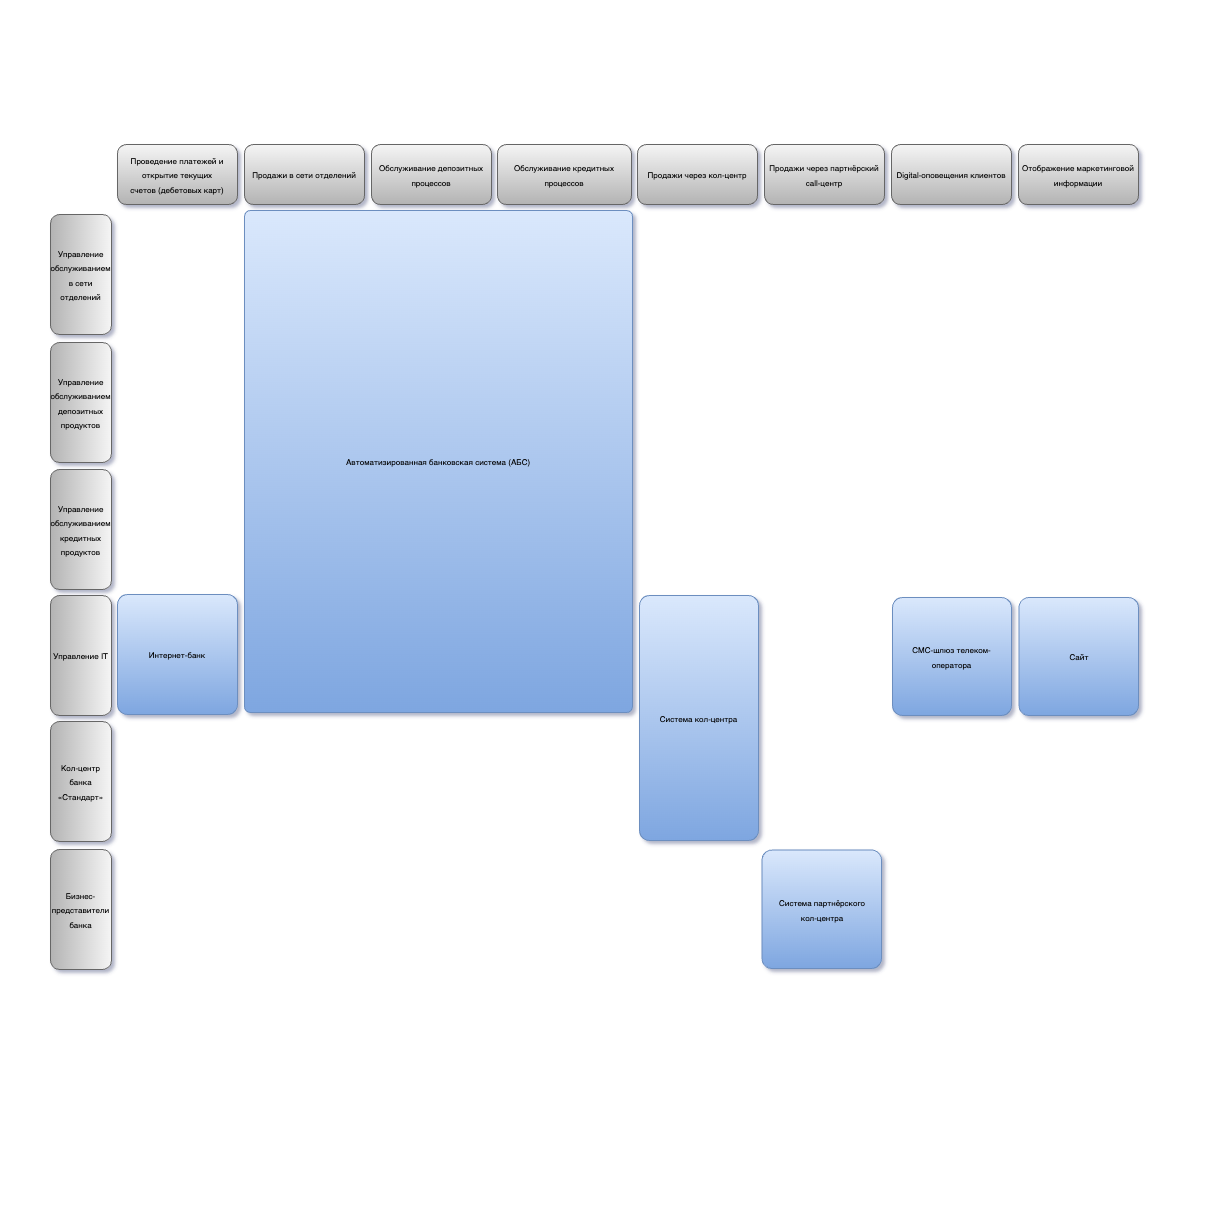 Проведение платежей и
открытие текущих
счетов (дебетовых карт)
Продажи в сети отделений
Обслуживание депозитных
процессов
Обслуживание кредитных
процессов
Продажи через кол-центр
Продажи через партнёрский
call-центр
Digital-оповещения клиентов
Отображение маркетинговой
информации
Управление
обслуживанием
в сети
отделений
Управление
обслуживанием
депозитных
продуктов
Автоматизированная банковская система (АБС)
Управление
обслуживанием
кредитных
продуктов
Управление IT
Интернет-банк
Система кол-центра
СМС-шлюз телеком-
оператора
Сайт
Кол-центр
банка
«Стандарт»
Бизнес-
представители
банка
Система партнёрского
кол-центра